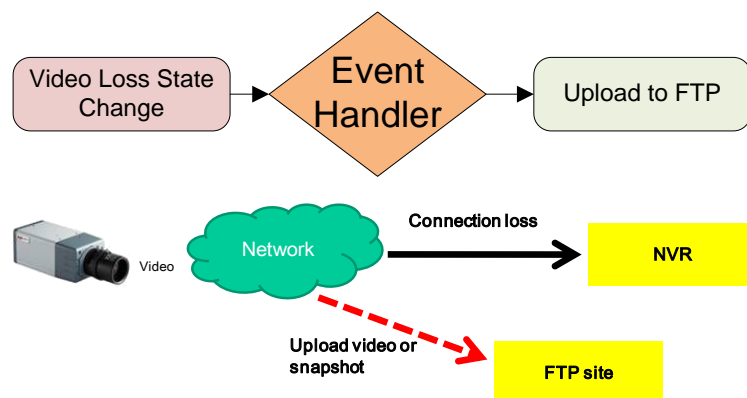 Video Loss State
Change
Event
Handler
Upload to FTP
Connection loss
Network
NVR
Video
Upload video or
snapshot
FTP site